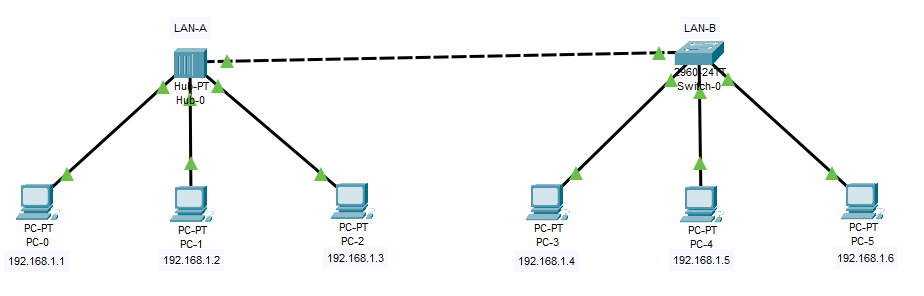 LAN-A
LAN-B
Hub-PT
Hub-0
2960-24TT
Switch-0
PC-PT
PC-0
192.168.1.1
PC-PT
PC-1
192.168.1.2
PC-PT
PC-2
192.168.1.3
PC-PT
PC-3
192.168.1.4
PC-PT
PC-4
192.168.1.5
PC-PT
PC-5
192.168.1.6